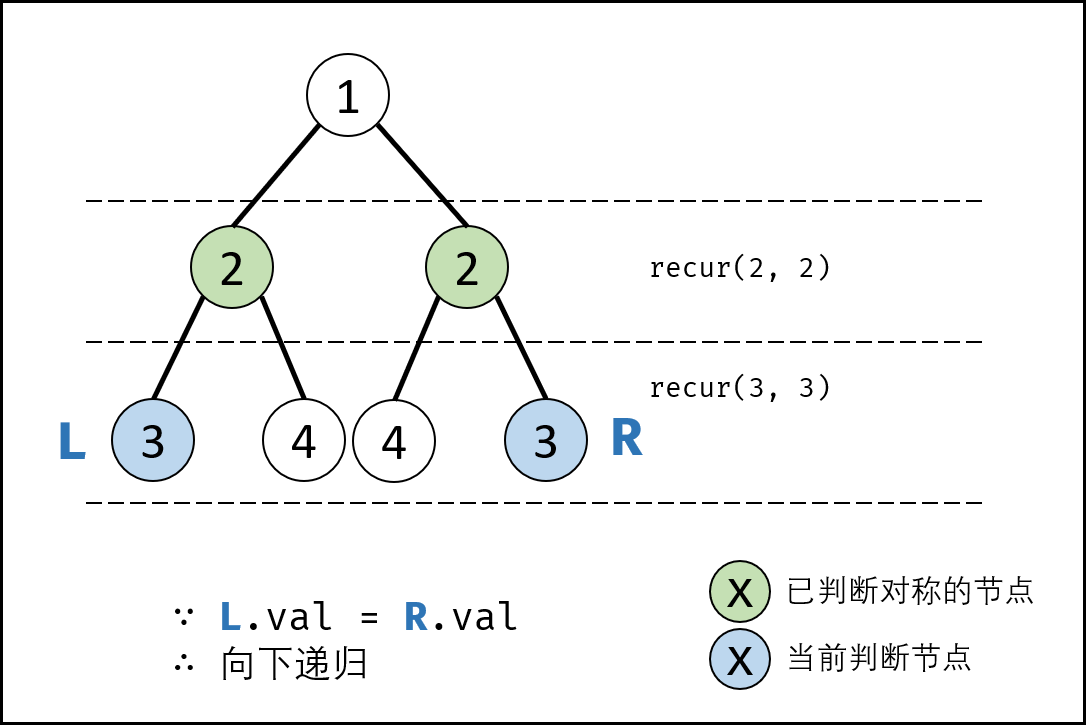 1
2 2 recur(2, 2)
recur(3, 3)
L 3 4 4 3 R
∵ L.val = R.val
∴ 向下递归
X 已判断对称的节点
X 当前判断节点